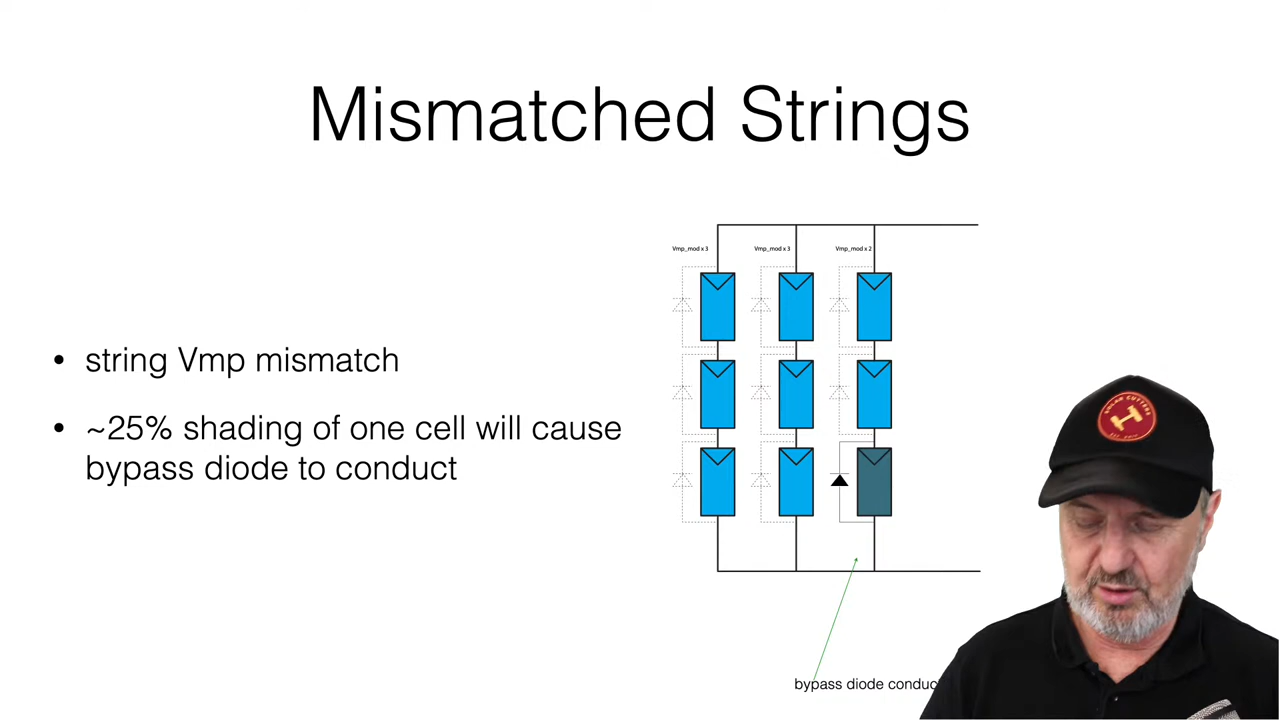 Mismatched Strings
Vmp_mod x 3 Vmp_mod x 3 Vmp_mod x 2
• string Vmp mismatch
• ~25% shading of one cell will cause
bypass diode to conduct
bypass diode